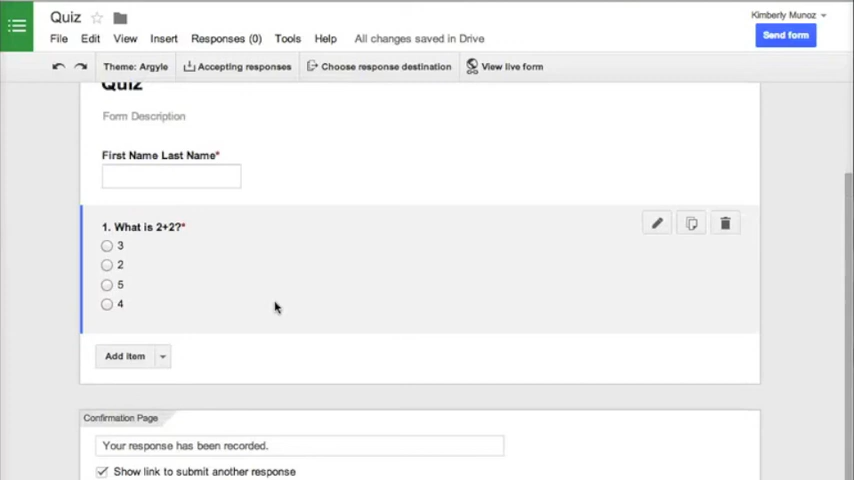 Quiz
Kimberly Munoz
File Edit View Insert Responses (0) Tools Help All changes saved in Drive
Send form
Theme: Argyle Accepting responses Choose response destination View live form
Quiz
Form Description
First Name Last Name*
1. What is 2+2?*
3
2
5
4
Add item
Confirmation Page
Your response has been recorded.
Show link to submit another response